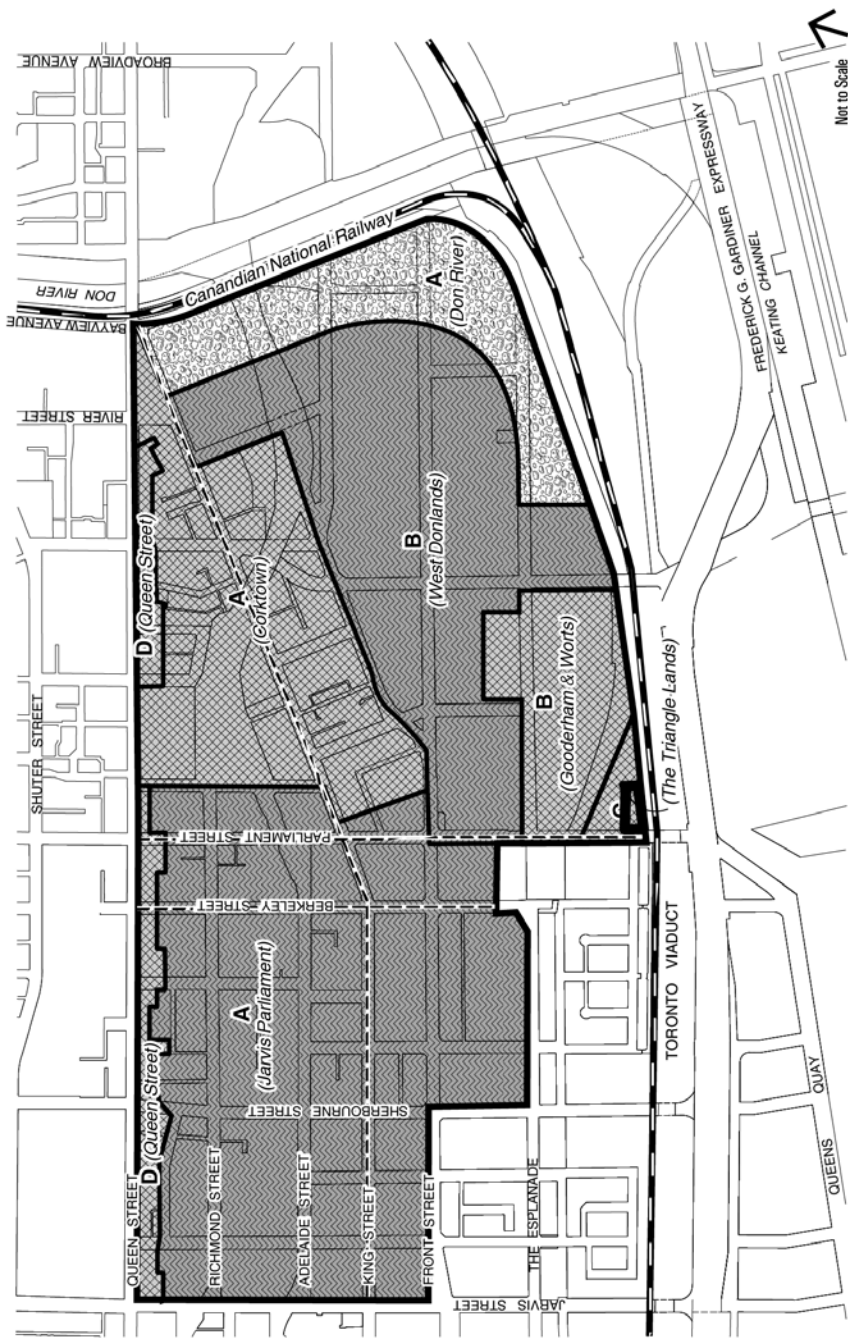 BROADVIEW AVENUE
DON RIVER
BAYVIEW AVENUE
RIVER STREET
SHUTER STREET
Canandian National Railway
A
(Don River)
D (Queen Street)
A
(Corktown)
B
(West Donlands)
B
(Gooderham & Worts)
C
(The Triangle Lands)
FREDERICK G. GARDINER EXPRESSWAY
KEATING CHANNEL
Not to Scale
PARLIAMENT STREET
BERKELEY STREET
A
(Jarvis Parliament)
D (Queen Street)
SHERBOURNE
STREET
QUEEN STREET
RICHMOND STREET
ADELAIDE STREET
KING STREET
FRONT STREET
THE ESPLANADE
JARVIS STREET
TORONTO VIADUCT
QUEENS QUAY